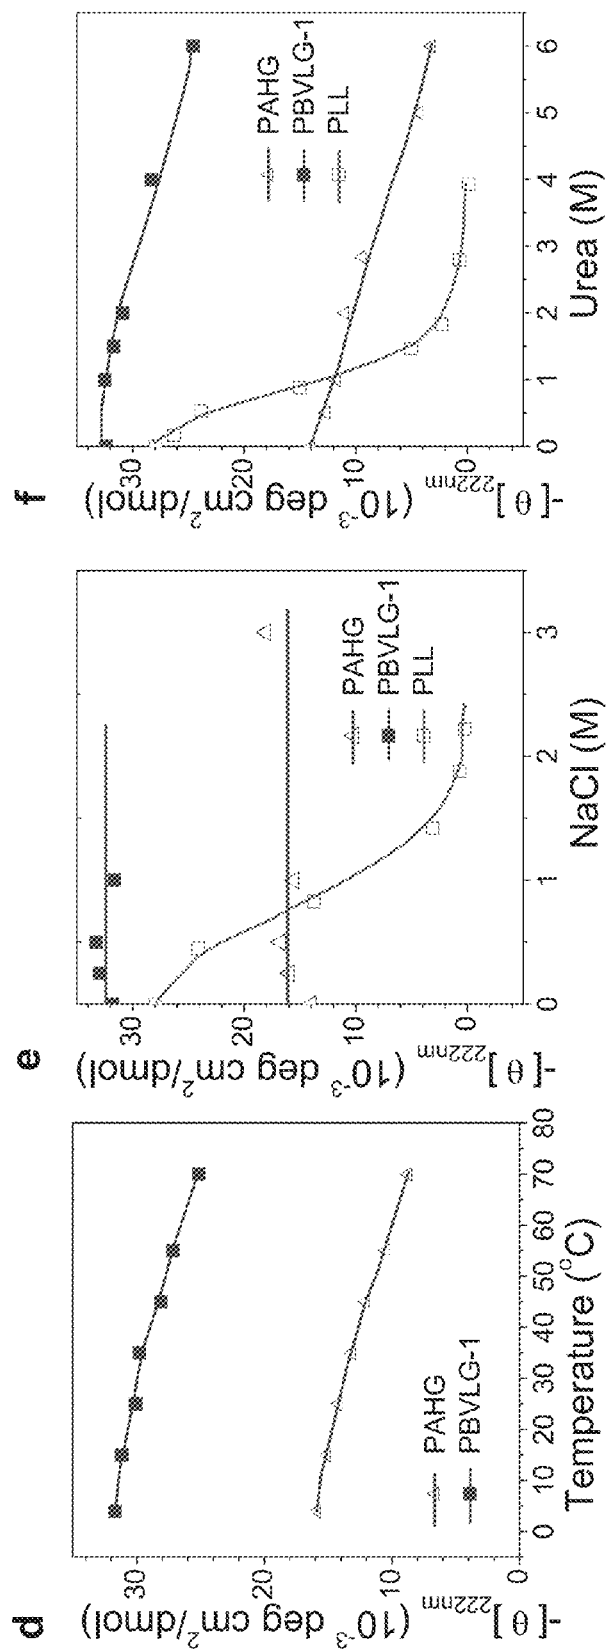 d
-[θ]222nm (10-3 deg cm2/dmol)
30
20
10
0
0 10 20 30 40 50 60 70 80
Temperature (°C)
PAHG
PBVLG-1
e
-[θ]222nm (10-3 deg cm2/dmol)
30
20
10
0
0 1 2 3
NaCl (M)
PAHG
PBVLG-1
PLL
f
-[θ]222nm (10-3 deg cm2/dmol)
30
20
10
0
0 1 2 3 4 5 6
Urea (M)
PAHG
PBVLG-1
PLL